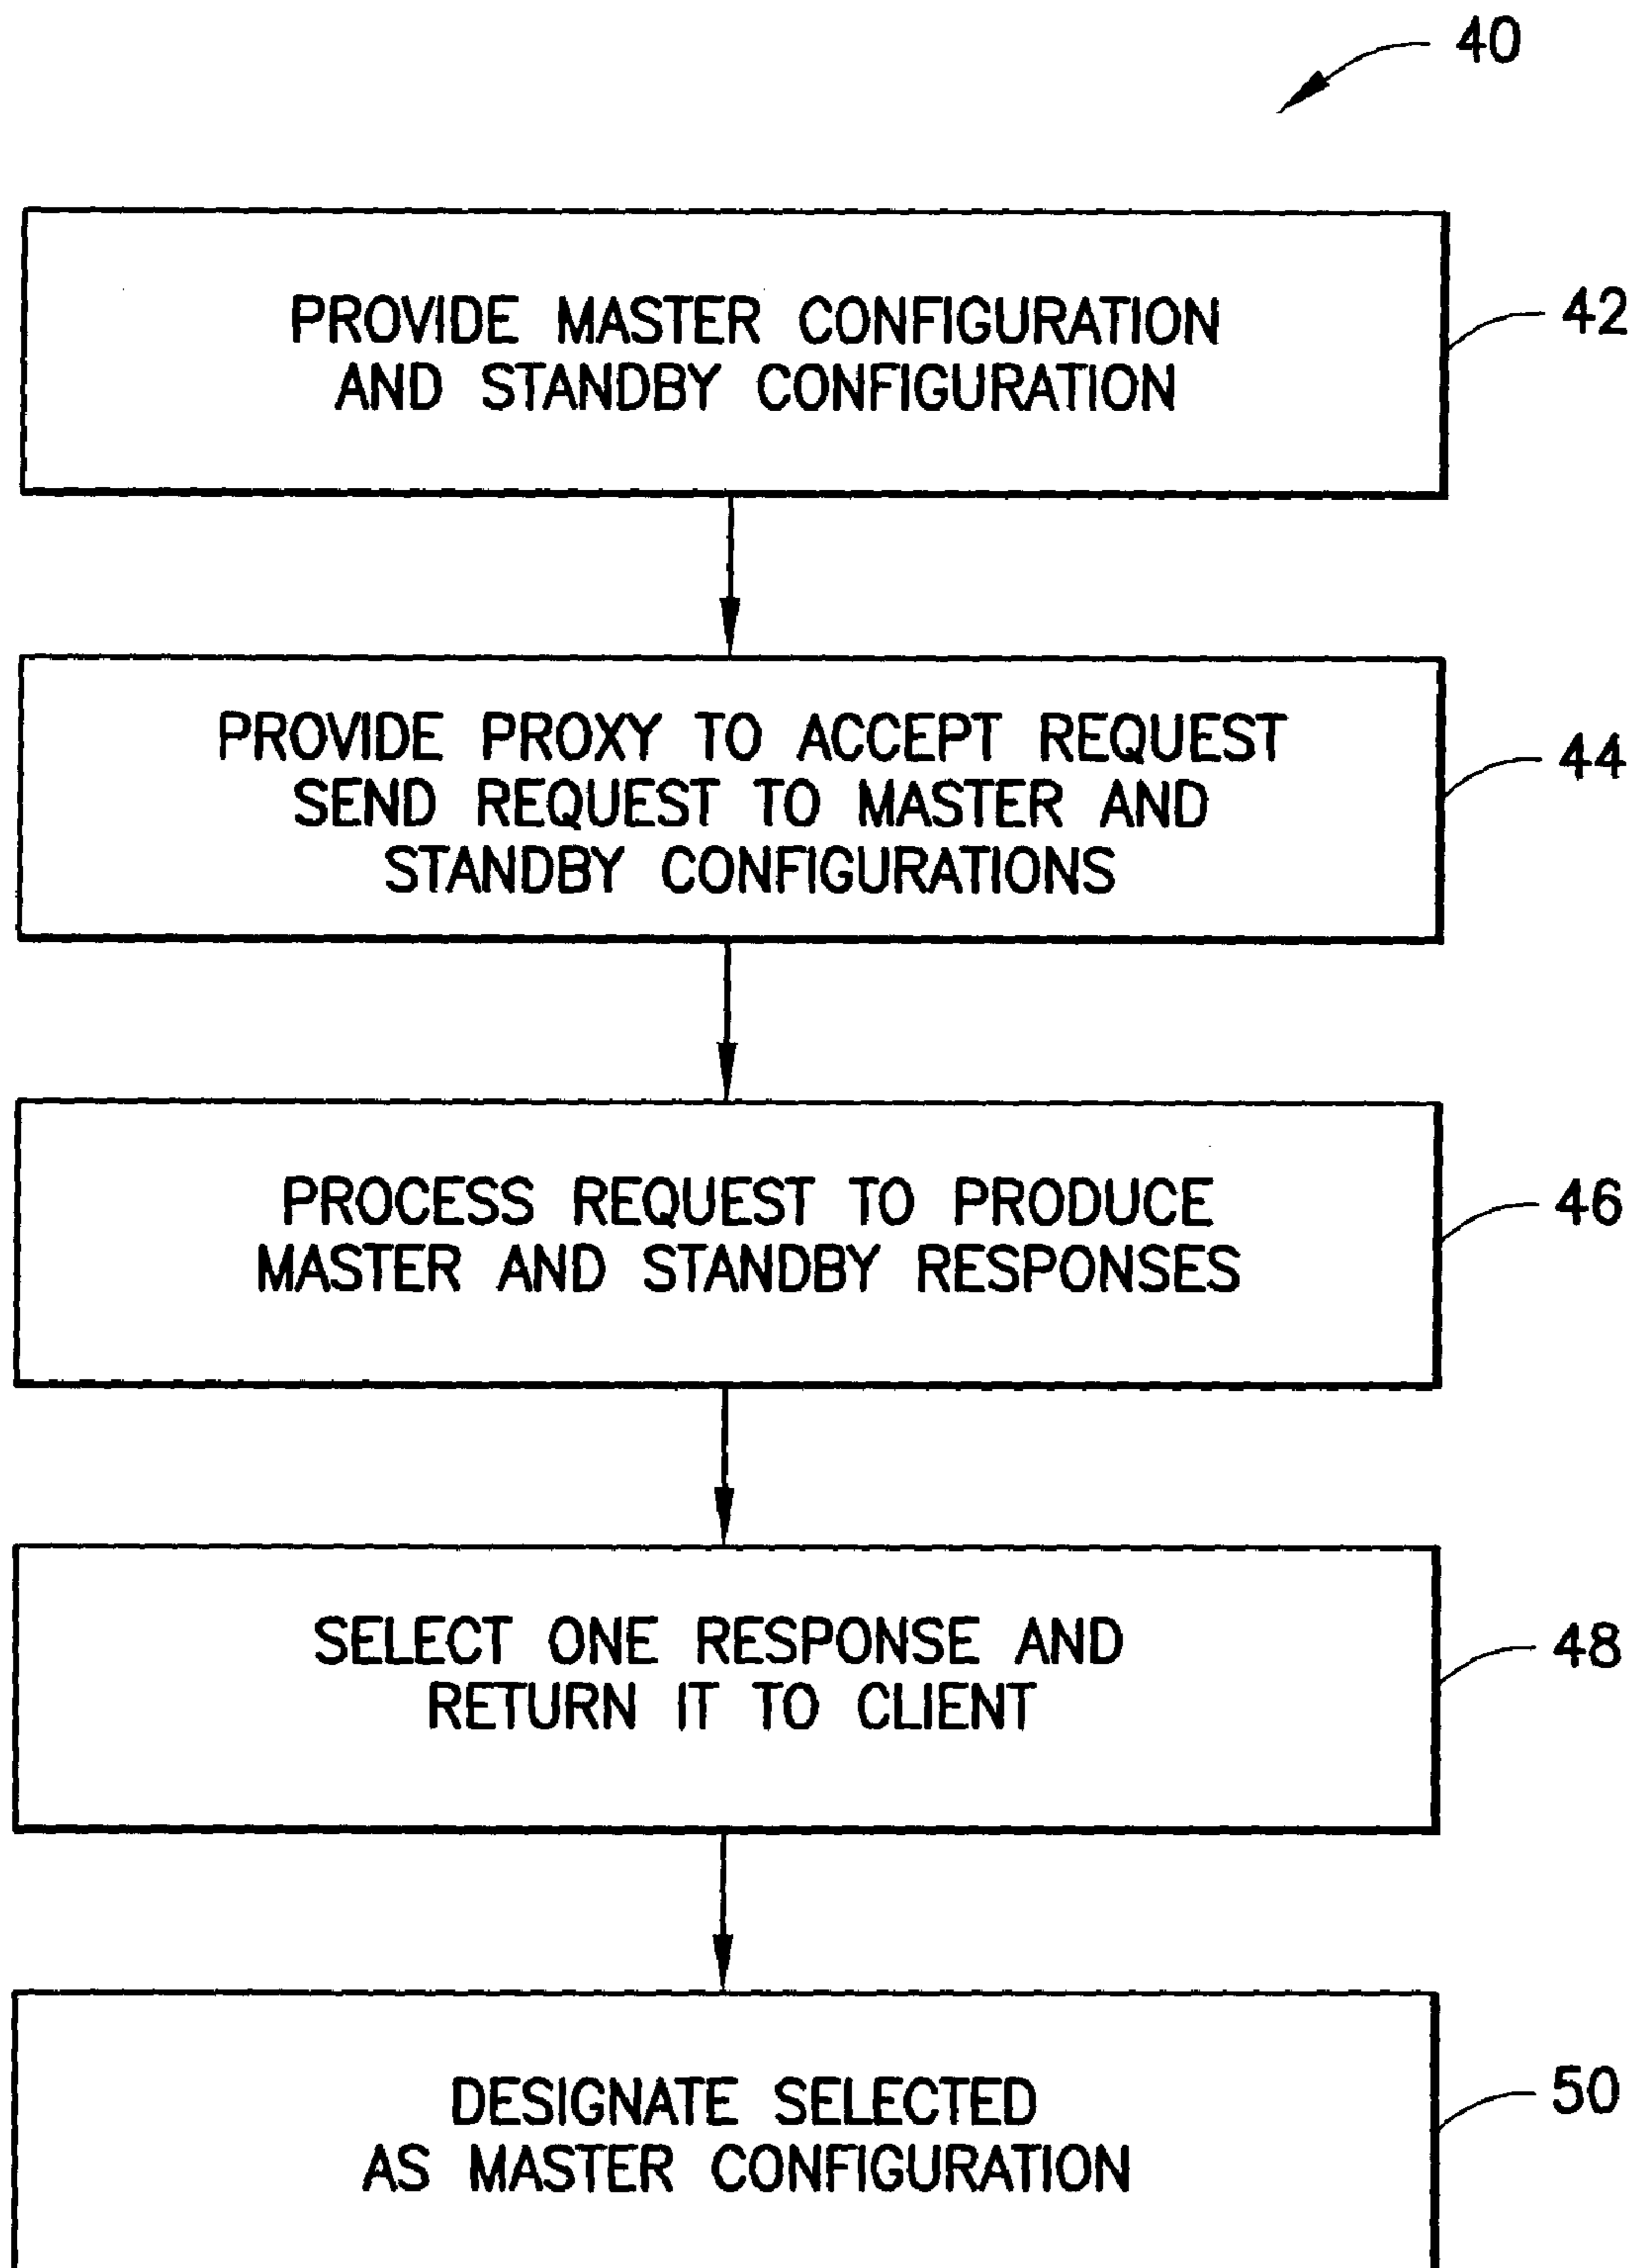 40
PROVIDE MASTER CONFIGURATION
AND STANDBY CONFIGURATION
42
PROVIDE PROXY TO ACCEPT REQUEST
SEND REQUEST TO MASTER AND
STANDBY CONFIGURATIONS
44
PROCESS REQUEST TO PRODUCE
MASTER AND STANDBY RESPONSES
46
SELECT ONE RESPONSE AND
RETURN IT TO CLIENT
48
DESIGNATE SELECTED
AS MASTER CONFIGURATION
50